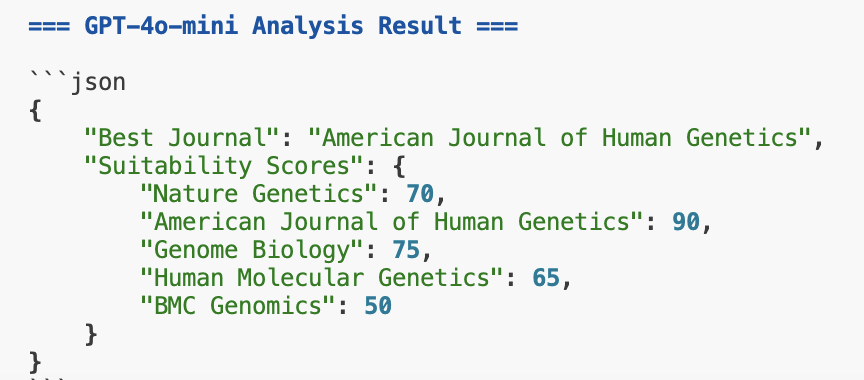 === GPT-4o-mini Analysis Result ===
```json
{
    "Best Journal": "American Journal of Human Genetics",
    "Suitability Scores": {
        "Nature Genetics": 70,
        "American Journal of Human Genetics": 90,
        "Genome Biology": 75,
        "Human Molecular Genetics": 65,
        "BMC Genomics": 50
    }
}
```